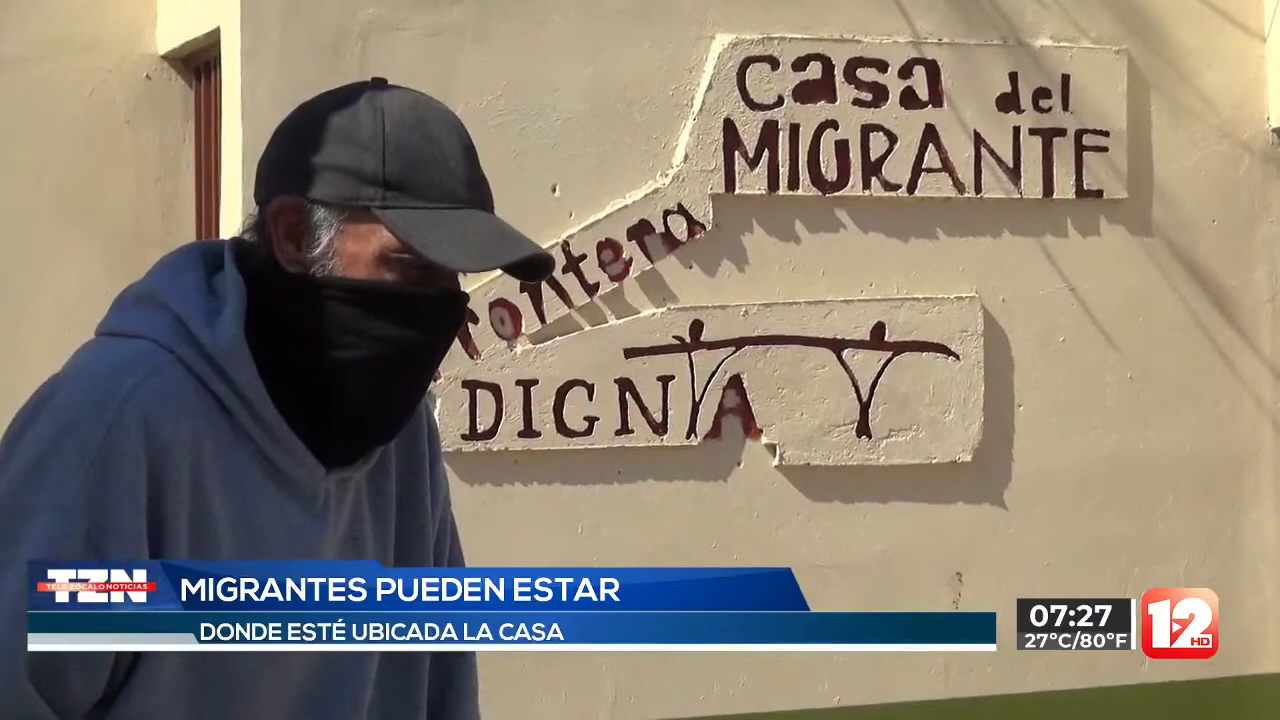 casa del
MIGRANTE
frontera
DIGNA
TZN
TELE ZOCALO NOTICIAS
MIGRANTES PUEDEN ESTAR
DONDE ESTÉ UBICADA LA CASA
07:27
27°C/80°F
12
HD